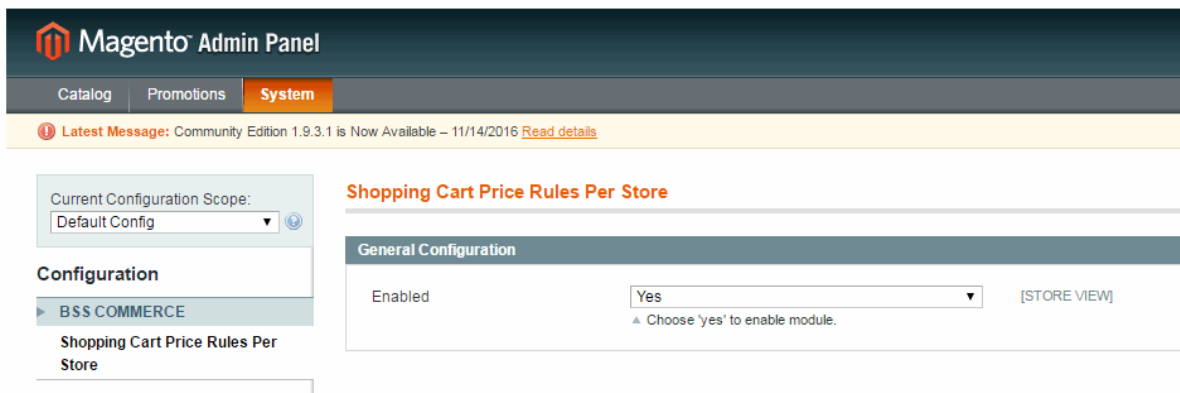 Magento™ Admin Panel
Catalog Promotions System
Latest Message: Community Edition 1.9.3.1 is Now Available – 11/14/2016 Read details
Current Configuration Scope:
Default Config
Configuration
BSS COMMERCE
Shopping Cart Price Rules Per
Store
Shopping Cart Price Rules Per Store
General Configuration
Enabled Yes [STORE VIEW]
Choose 'yes' to enable module.